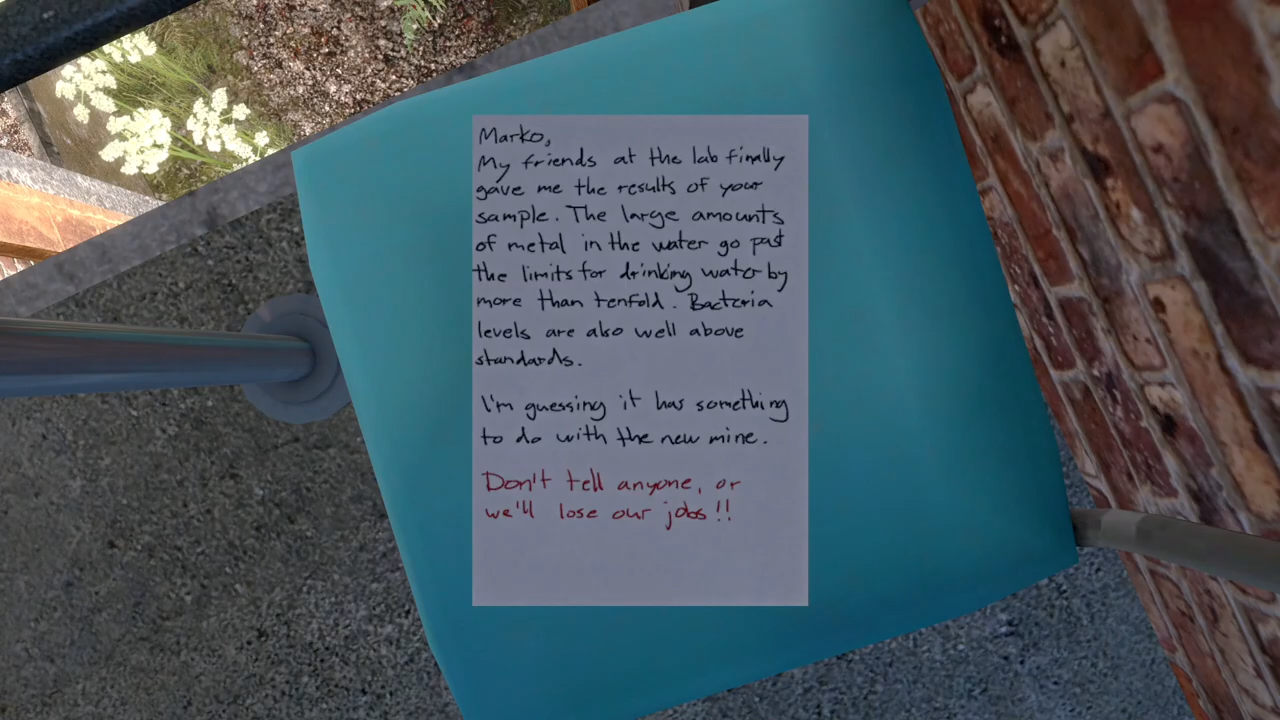 Marko,
My friends at the lab finally
gave me the results of your
sample. The large amounts
of metal in the water go past
the limits for drinking water by
more than tenfold. Bacteria
levels are also well above
standards.
I'm guessing it has something
to do with the new mine.
Don't tell anyone, or
we'll lose our jobs!!